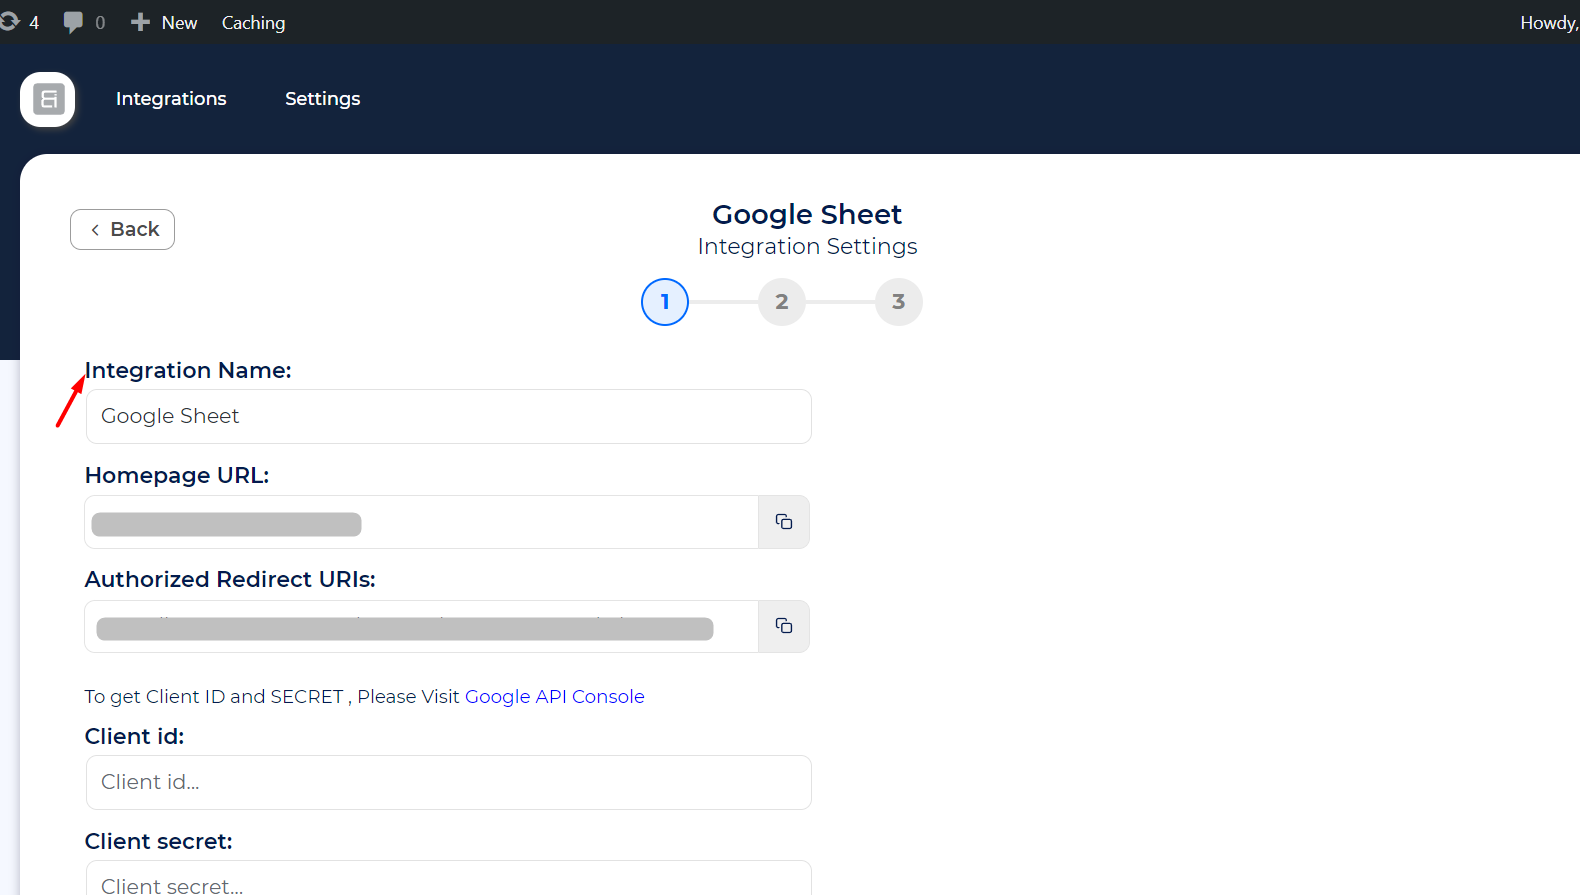 4 0 New Caching Howdy,
Integrations Settings
Back
Google Sheet
Integration Settings
1 2 3
Integration Name:
Google Sheet
Homepage URL:
Authorized Redirect URIs:
To get Client ID and SECRET , Please Visit Google API Console
Client id:
Client id...
Client secret:
Client secret...